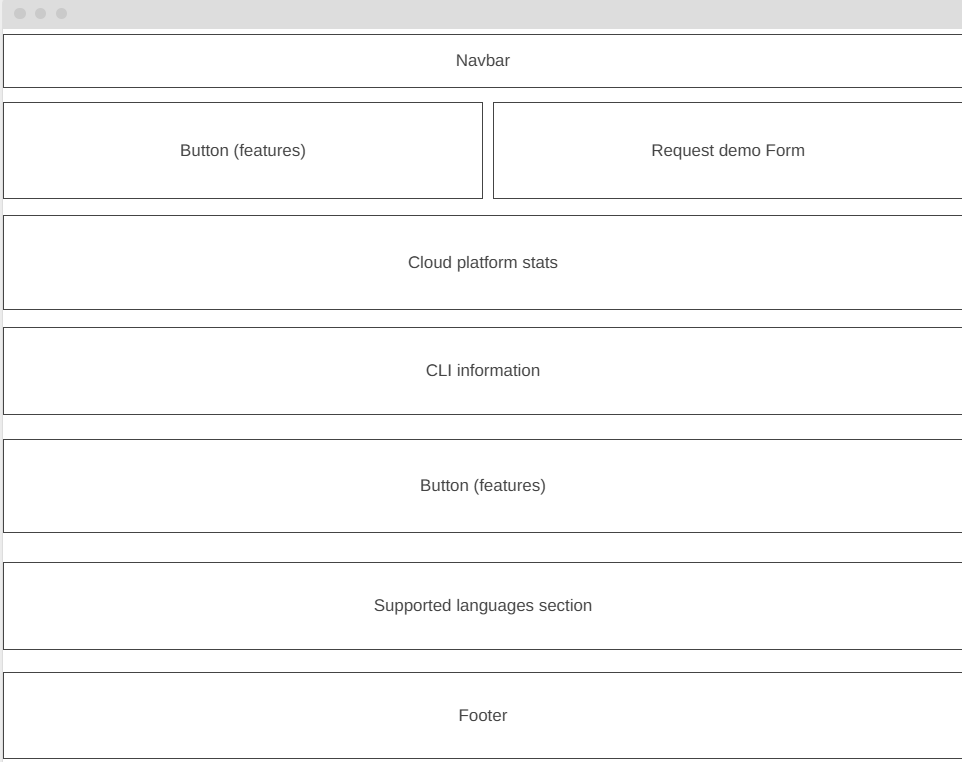 Navbar
Button (features)
Request demo Form
Cloud platform stats
CLI information
Button (features)
Supported languages section
Footer